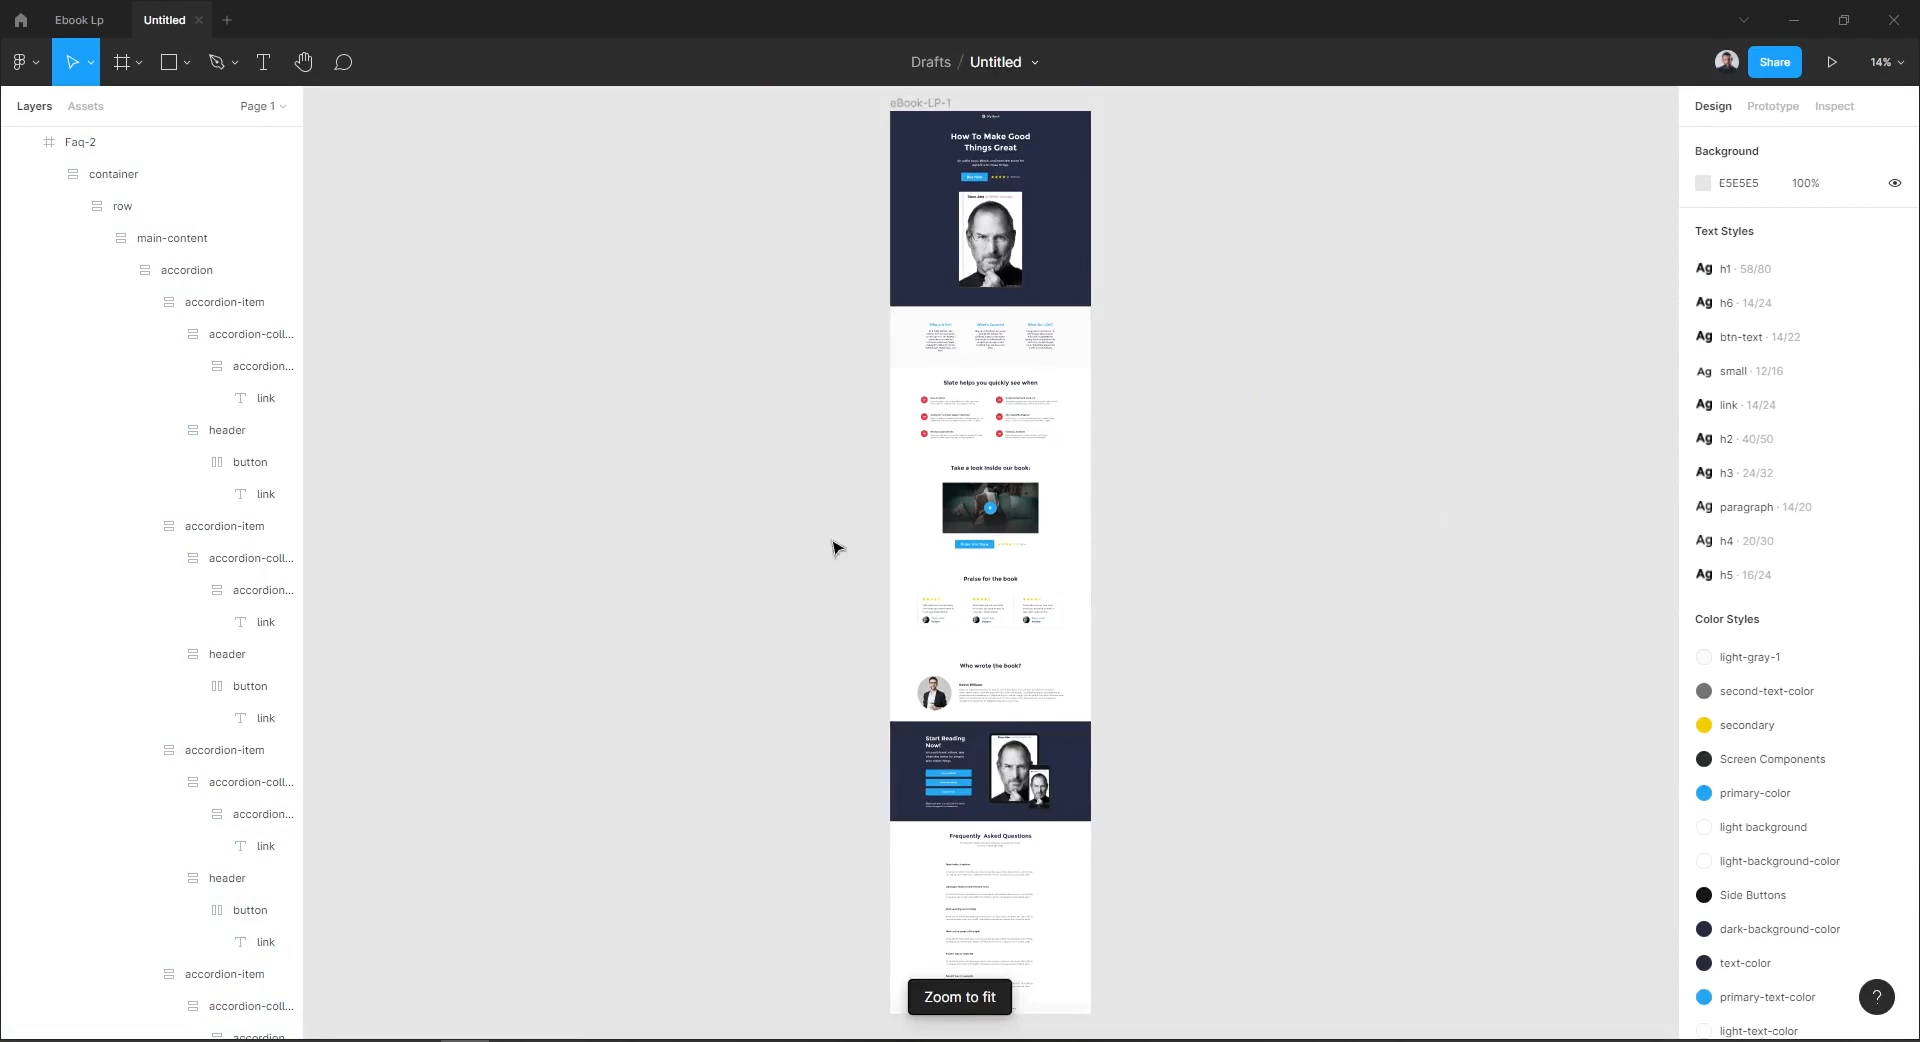 Ebook Lp
Untitled
Drafts / Untitled
Share
14%
Layers
Assets
Page 1
Faq-2
container
row
main-content
accordion
accordion-item
accordion-coll...
accordion...
link
header
button
link
accordion-item
accordion-coll...
accordion...
link
header
button
link
accordion-item
accordion-coll...
accordion...
link
header
button
link
accordion-item
accordion-coll...
accordion
eBook-LP-1
My Book
How To Make Good
Things Great
Slate helps you quickly see when
Take a look inside our book:
Praise for the book
Who wrote the book?
Start Reading
Now!
Frequently Asked Questions
Zoom to fit
Design
Prototype
Inspect
Background
E5E5E5
100%
Text Styles
Ag h1 · 58/80
Ag h6 · 14/24
Ag btn-text · 14/22
Ag small · 12/16
Ag link · 14/24
Ag h2 · 40/50
Ag h3 · 24/32
Ag paragraph · 14/20
Ag h4 · 20/30
Ag h5 · 16/24
Color Styles
light-gray-1
second-text-color
secondary
Screen Components
primary-color
light background
light-background-color
Side Buttons
dark-background-color
text-color
primary-text-color
light-text-color
?